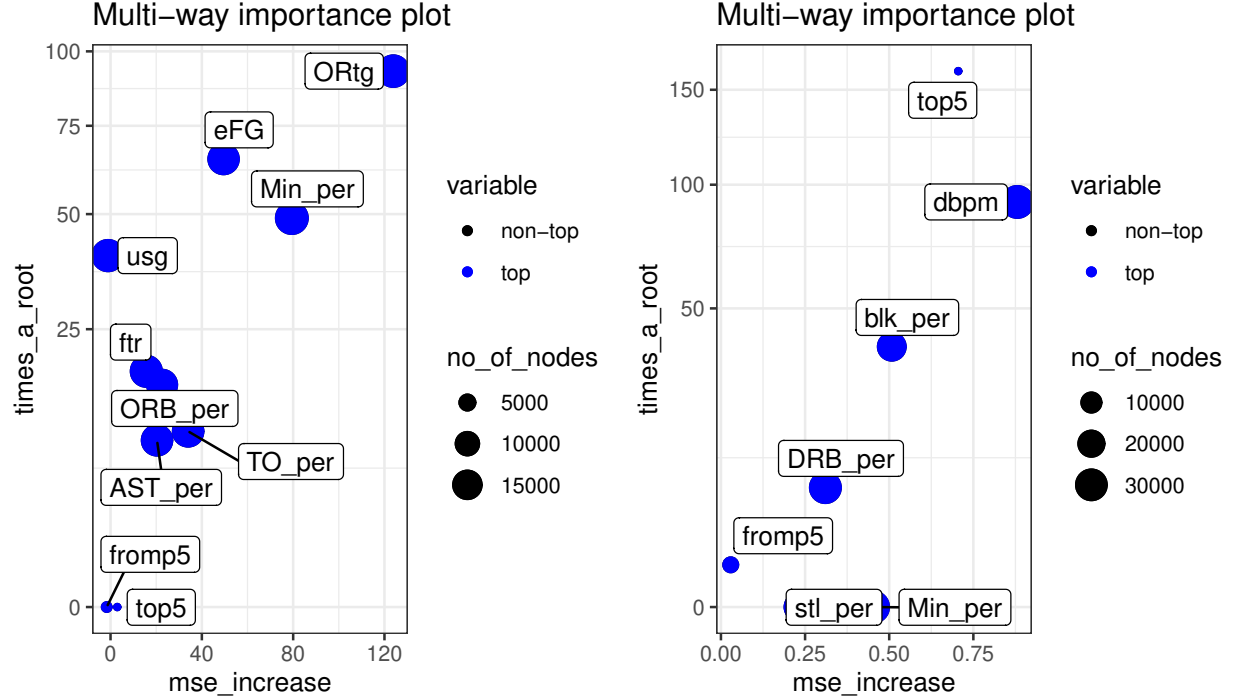 Multi−way importance plot
100
75
50
25
0
times_a_root
ORtg
eFG
Min_per
usg
ftr
ORB_per
TO_per
AST_per
fromp5
top5
0
40
80
120
mse_increase
variable
non−top
top
no_of_nodes
5000
10000
15000
Multi−way importance plot
150
100
50
0
times_a_root
top5
dbpm
blk_per
DRB_per
fromp5
stl_per
Min_per
0.00
0.25
0.50
0.75
mse_increase
variable
non−top
top
no_of_nodes
10000
20000
30000